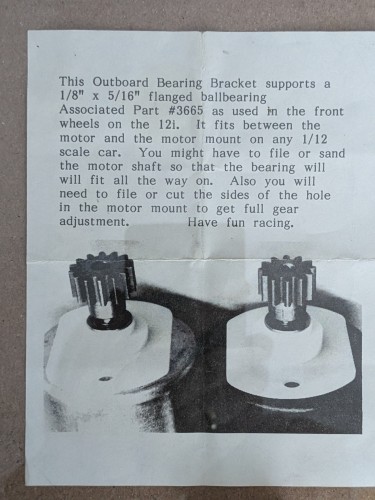 This Outboard Bearing Bracket supports a
1/8" x 5/16" flanged ballbearing
Associated Part #3665 as used in the front
wheels on the 12i. It fits between the
motor and the motor mount on any 1/12
scale car. You might have to file or sand
the motor shaft so that the bearing will
will fit all the way on. Also you will
need to file or cut the sides of the hole
in the motor mount to get full gear
adjustment. Have fun racing.